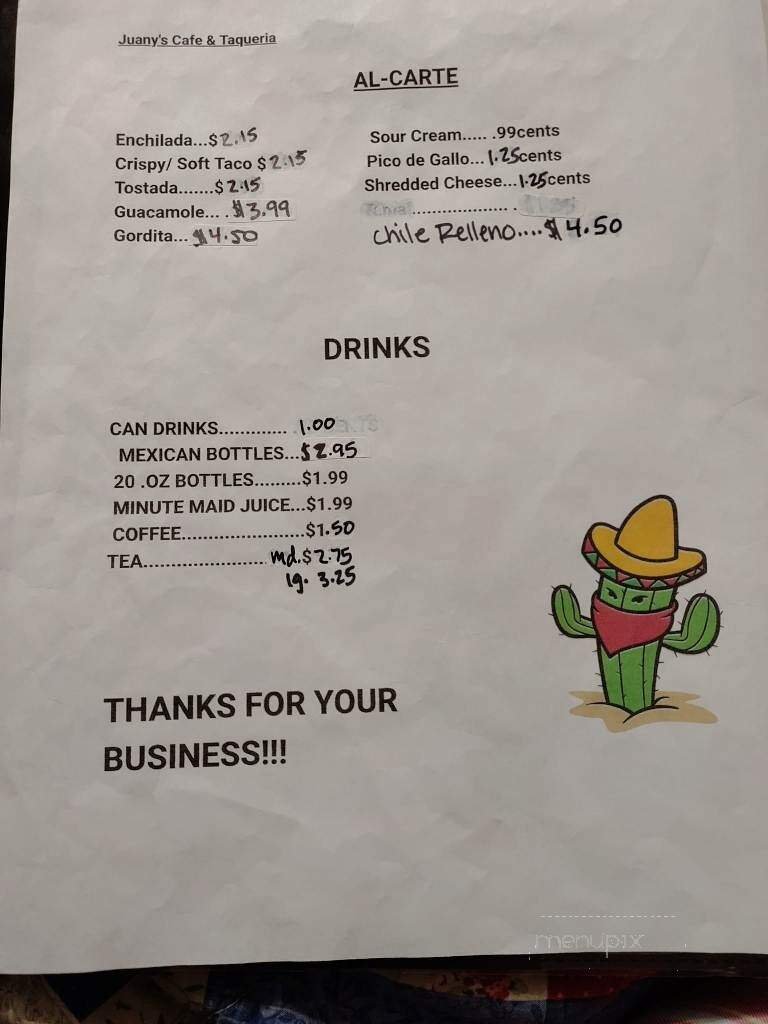 Juany's Cafe & Taqueria
AL-CARTE
Enchilada...$2.15
Crispy/ Soft Taco $2.15
Tostada.......$2.15
Guacamole... .$3.99
Gordita... $4.50
Sour Cream..... .99cents
Pico de Gallo... 1.25cents
Shredded Cheese...1.25cents
Chile Relleno....$4.50
DRINKS
CAN DRINKS............. 1.00
MEXICAN BOTTLES...$2.95
20 .OZ BOTTLES.........$1.99
MINUTE MAID JUICE...$1.99
COFFEE........................$1.50
TEA........................ md.$2.75
lg. 3.25
THANKS FOR YOUR
BUSINESS!!!
menupix